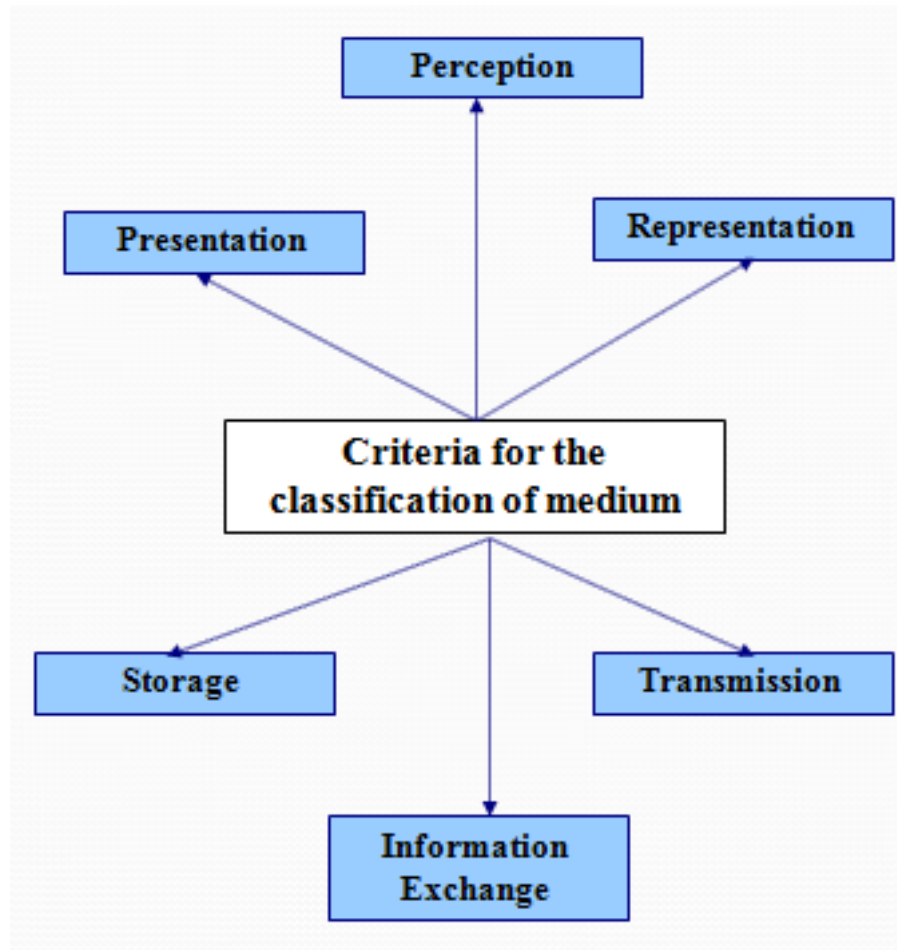 Perception
Presentation
Representation
Criteria for the
classification of medium
Storage
Transmission
Information
Exchange